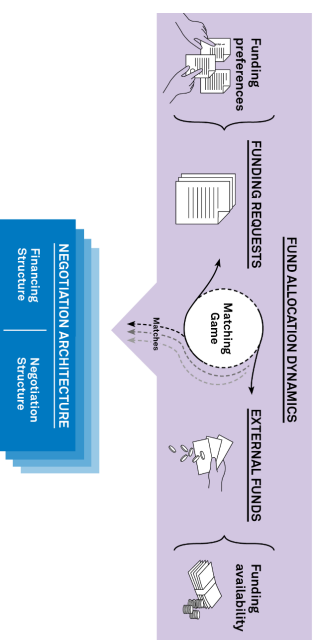 FUND ALLOCATION DYNAMICS
Funding
preferences
FUNDING REQUESTS
Matching
Game
EXTERNAL FUNDS
Funding
availability
Matches
NEGOTIATION ARCHITECTURE
Financing
Structure
Negotiation
Structure